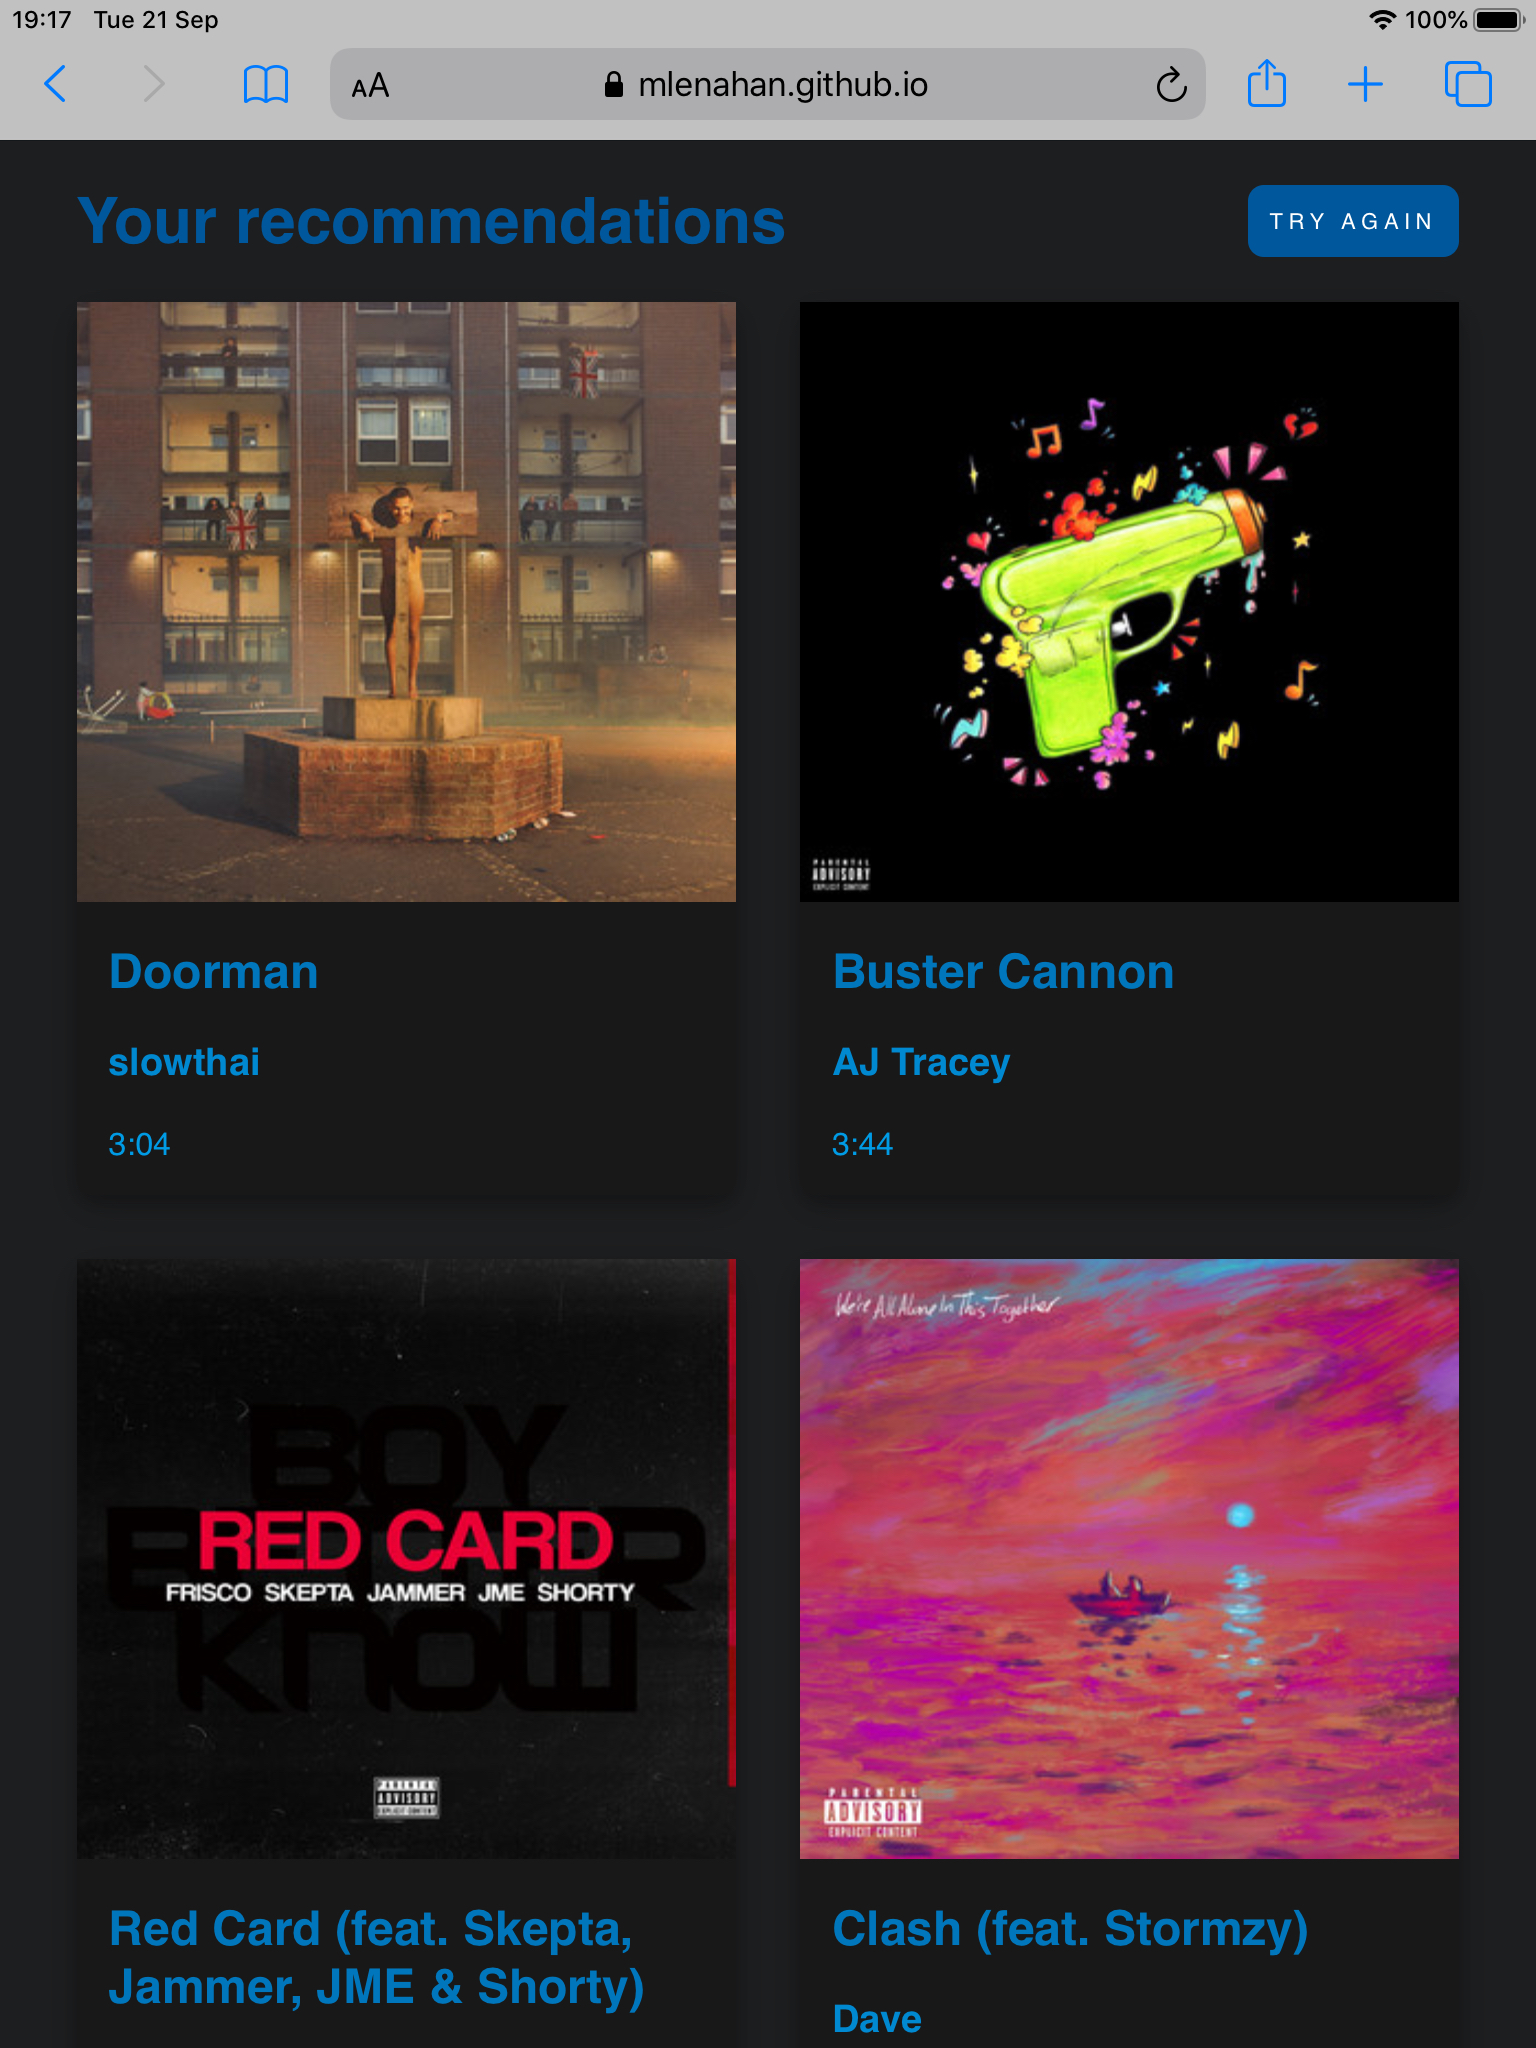 19:17 Tue 21 Sep
100%
AA
mlenahan.github.io
Your recommendations
TRY AGAIN
PARENTAL
ADVISORY
EXPLICIT CONTENT
Doorman
Buster Cannon
slowthai
AJ Tracey
3:04
3:44
BOY
BETTER
KNOW
RED CARD
FRISCO SKEPTA JAMMER JME SHORTY
PARENTAL
ADVISORY
EXPLICIT CONTENT
We're All Alone In This Together
PARENTAL
ADVISORY
EXPLICIT CONTENT
Red Card (feat. Skepta,
Jammer, JME & Shorty)
Clash (feat. Stormzy)
Dave